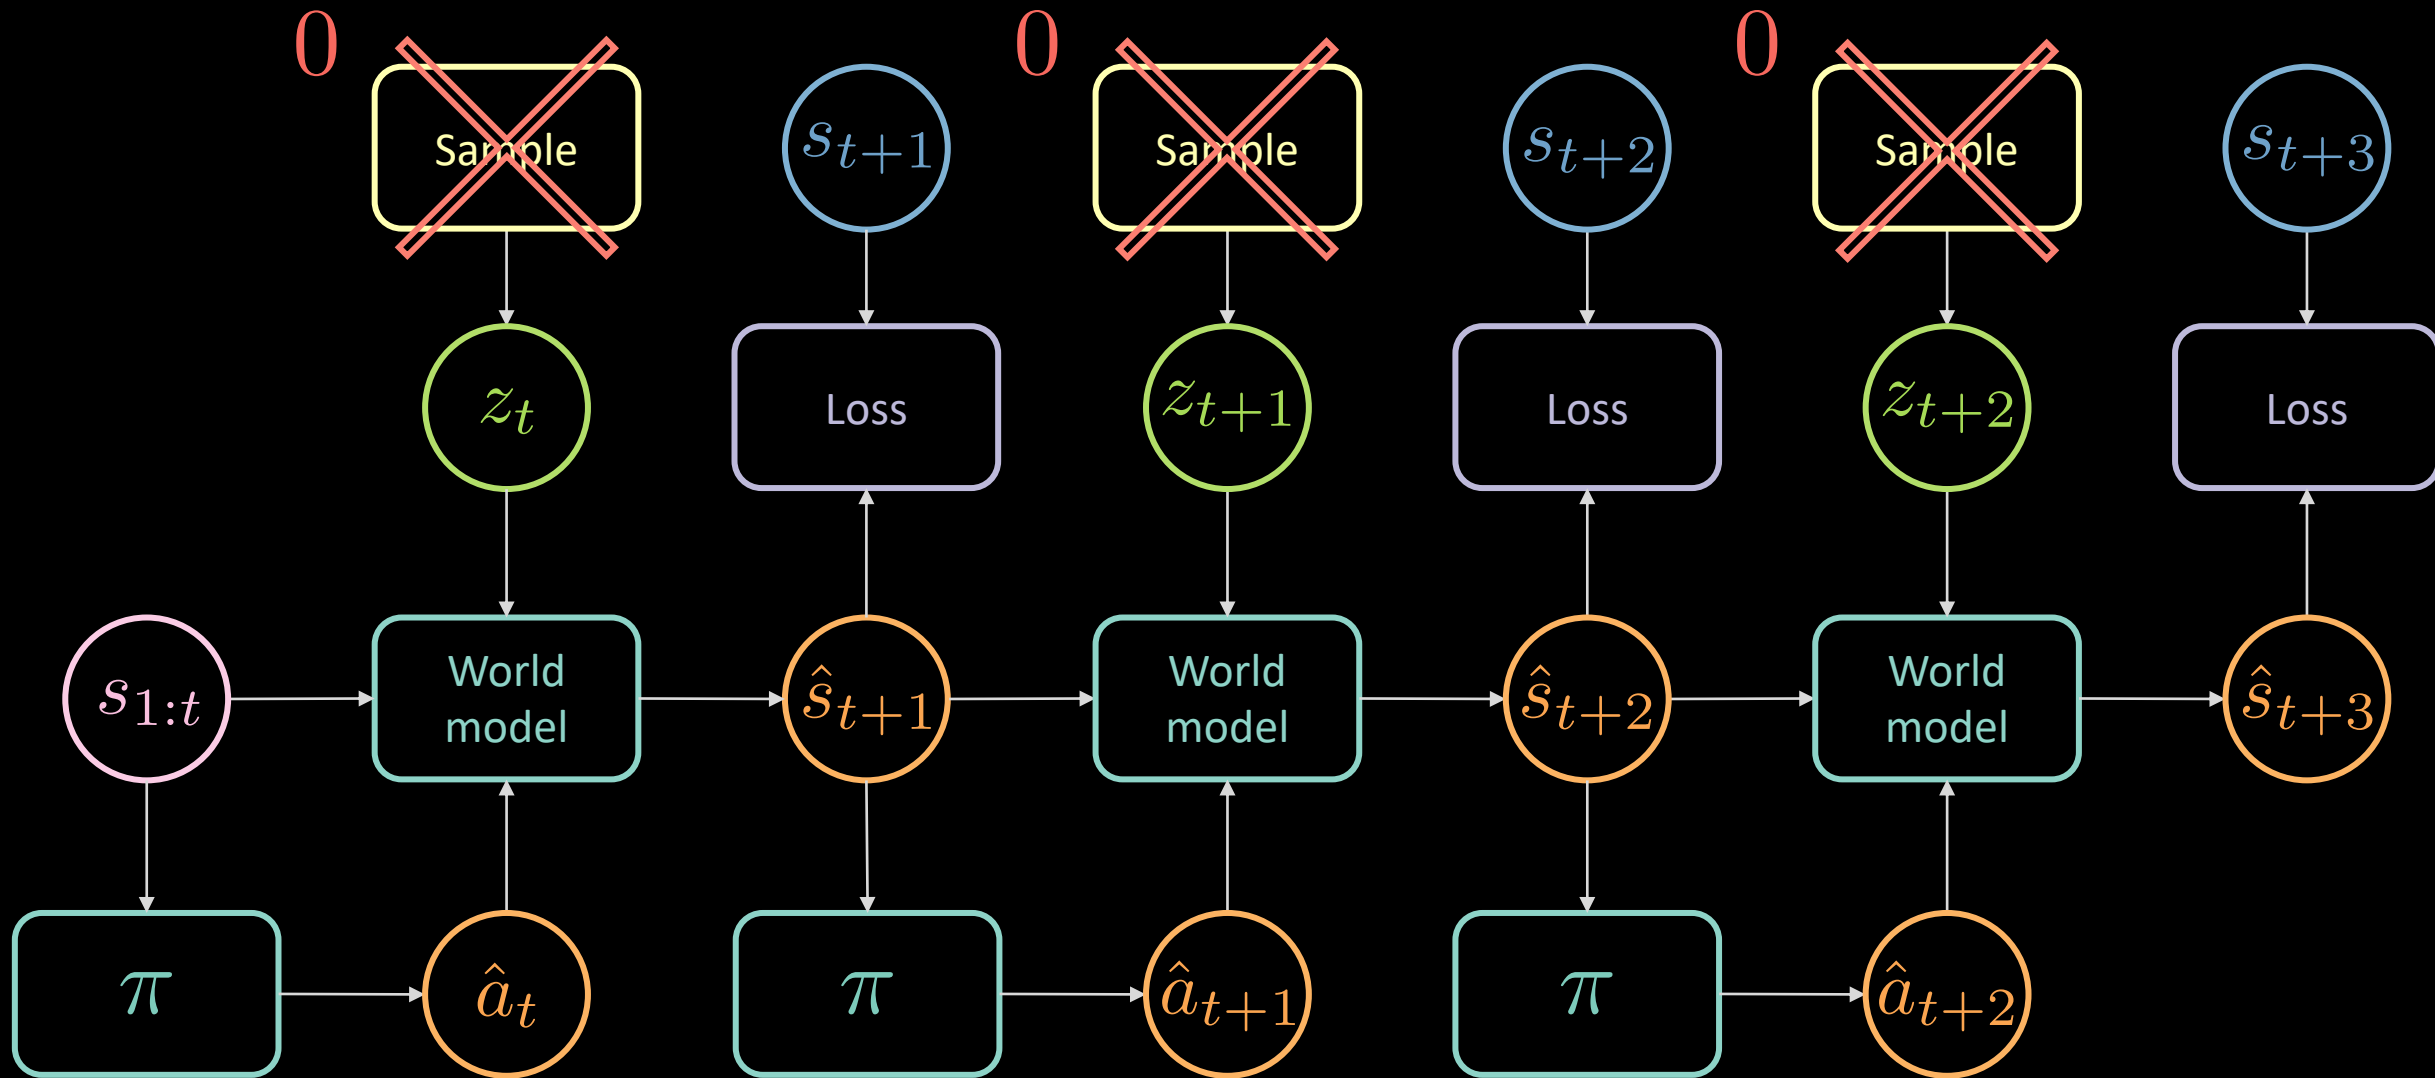 0
0
0
Sample
s_{t+1}
Sample
s_{t+2}
Sample
s_{t+3}
z_t
Loss
z_{t+1}
Loss
z_{t+2}
Loss
s_{1:t}
World
model
ŝ_{t+1}
World
model
ŝ_{t+2}
World
model
ŝ_{t+3}
π
â_t
π
â_{t+1}
π
â_{t+2}